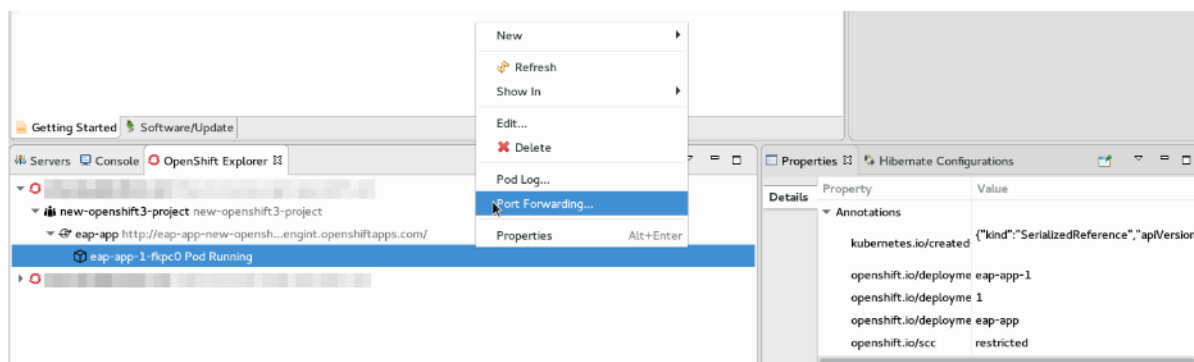 New
Refresh
Show In
Edit...
Delete
Pod Log...
Port Forwarding...
Properties Alt+Enter
Getting Started Software/Update
Servers Console OpenShift Explorer
new-openshift3-project new-openshift3-project
eap-app http://eap-app-new-opensh...engint.openshiftapps.com/
eap-app-1-fkpc0 Pod Running
Properties Hibernate Configurations
Details
Property Value
Annotations
kubernetes.io/created {"kind":"SerializedReference","apiVersion
openshift.io/deployme eap-app-1
openshift.io/deployme 1
openshift.io/deployme eap-app
openshift.io/scc restricted